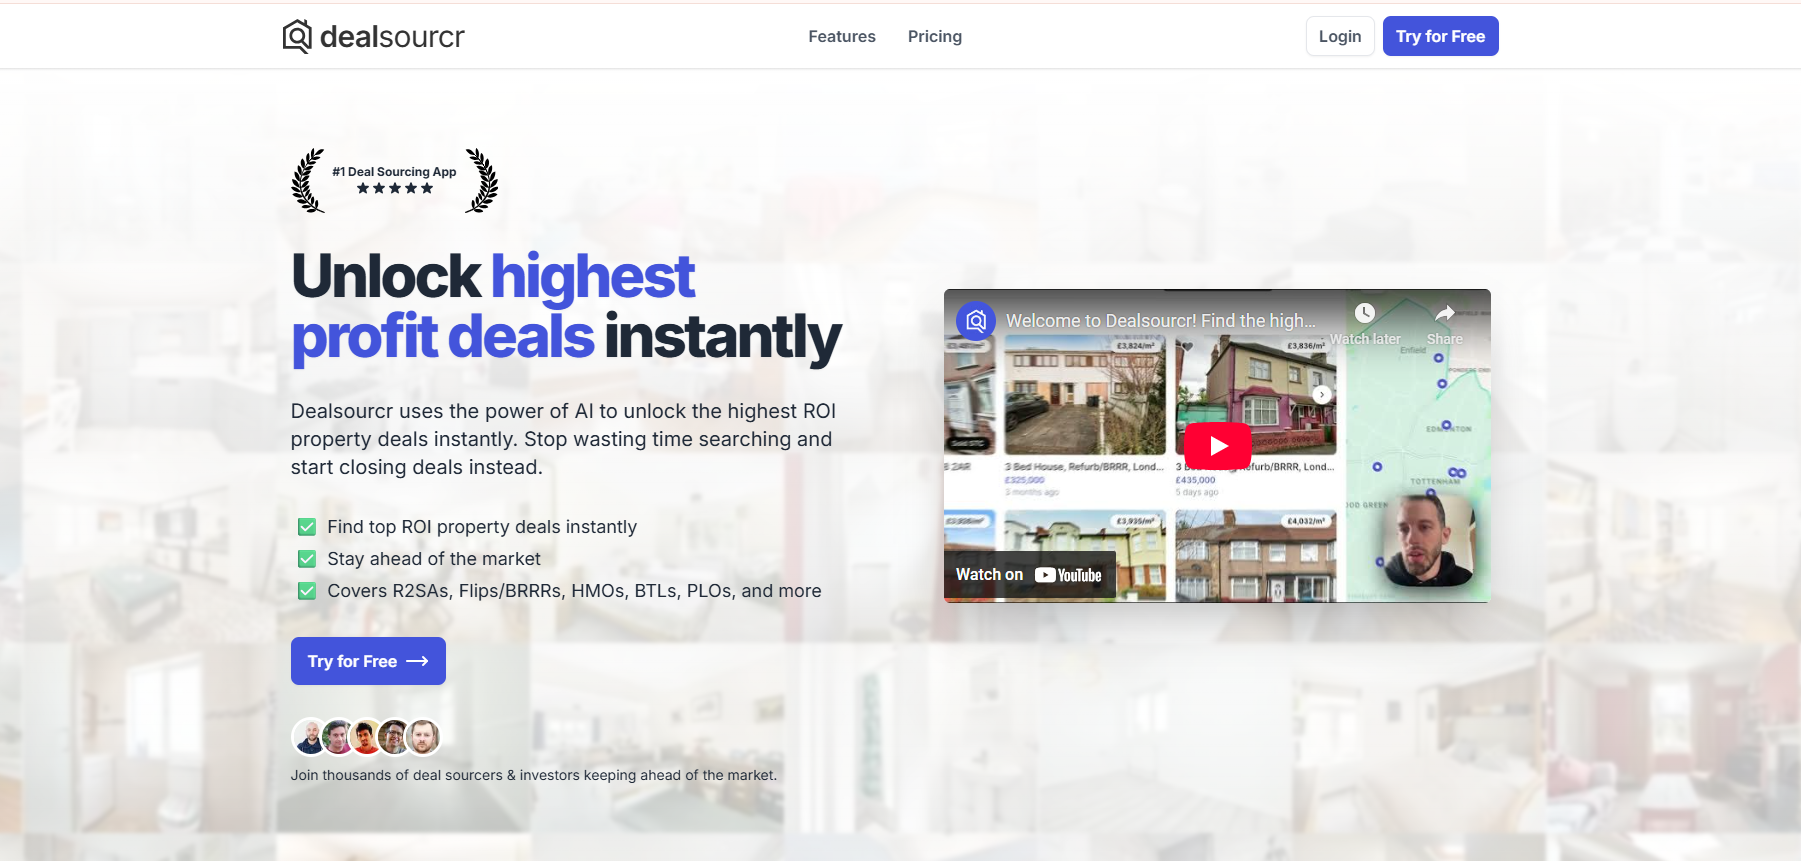 dealsourcr
Features
Pricing
Login
Try for Free
#1 Deal Sourcing App
Unlock highest
profit deals instantly
Dealsourcr uses the power of AI to unlock the highest ROI
property deals instantly. Stop wasting time searching and
start closing deals instead.
Find top ROI property deals instantly
Stay ahead of the market
Covers R2SAs, Flips/BRRRs, HMOs, BTLs, PLOs, and more
Try for Free
Join thousands of deal sourcers & investors keeping ahead of the market.
Welcome to Dealsourcr! Find the high...
Watch later
Share
£3,824/m²
£3,836/m²
Enfield
Sold STC
EDMONTON
3 Bed House, Refurb/BRRR, Lond...
£325,000
3 months ago
£435,000
5 days ago
TOTTENHAM
£3,935/m²
£4,032/m²
Watch on YouTube